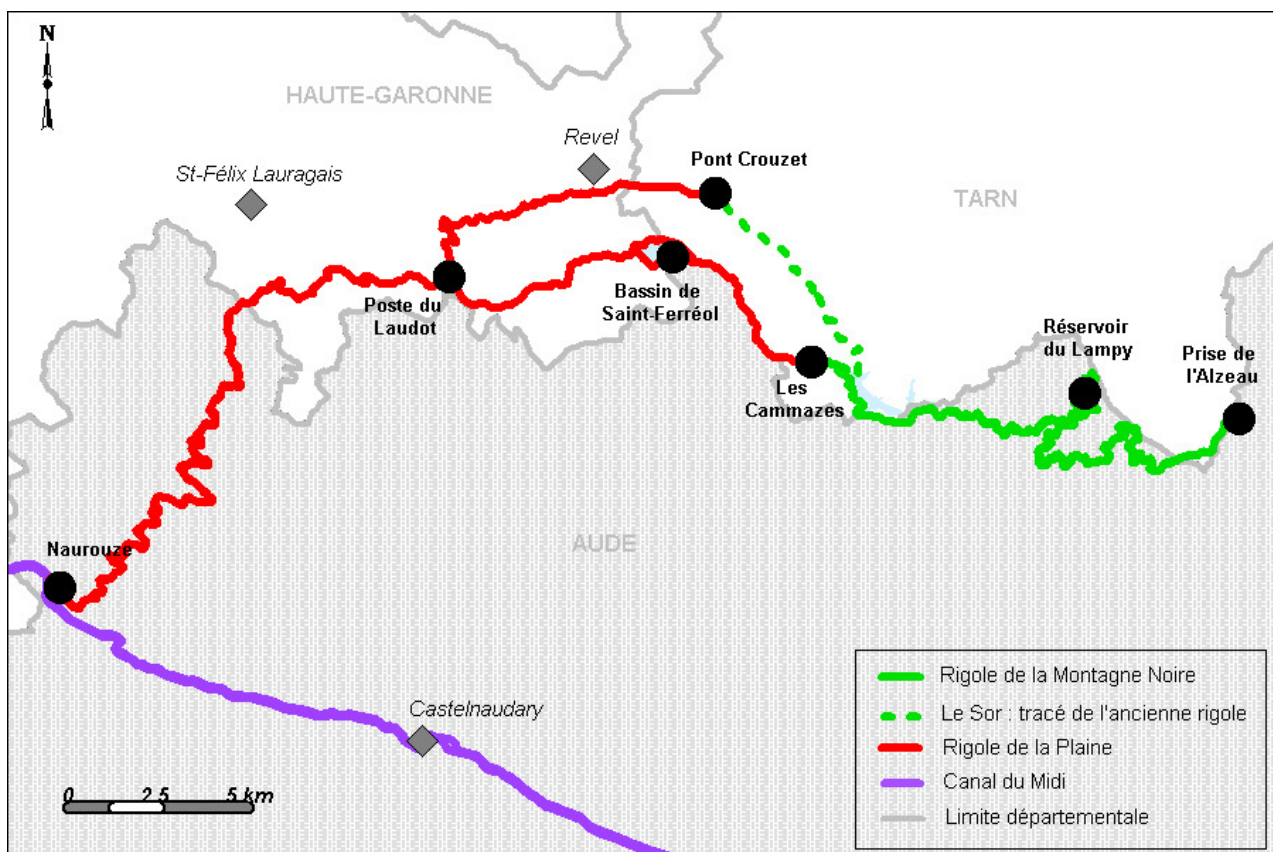 N
HAUTE-GARONNE
Revel
St-Félix Lauragais
Pont Crouzet
TARN
Poste du
Laudot
Bassin de
Saint-Ferréol
Réservoir
du Lampy
Prise de
l'Alzeau
Les
Cammazes
AUDE
Naurouze
Castelnaudary
0 2.5 5 km
Rigole de la Montagne Noire
Le Sor : tracé de l'ancienne rigole
Rigole de la Plaine
Canal du Midi
Limite départementale